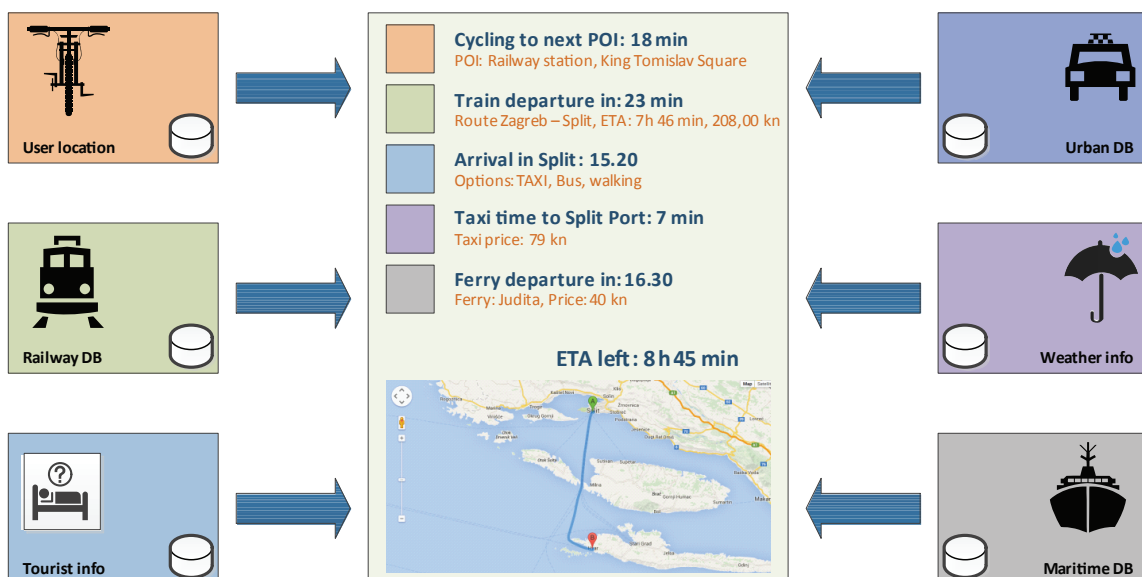 User location
Railway DB
?
Tourist info
Cycling to next POI: 18 min
POI: Railway station, King Tomislav Square
Train departure in: 23 min
Route Zagreb – Split, ETA: 7h 46 min, 208,00 kn
Arrival in Split: 15.20
Options: TAXI, Bus, walking
Taxi time to Split Port: 7 min
Taxi price: 79 kn
Ferry departure in: 16.30
Ferry: Judita, Price: 40 kn
ETA left: 8h 45 min
Map
A
Split
B
Urban DB
Weather info
Maritime DB